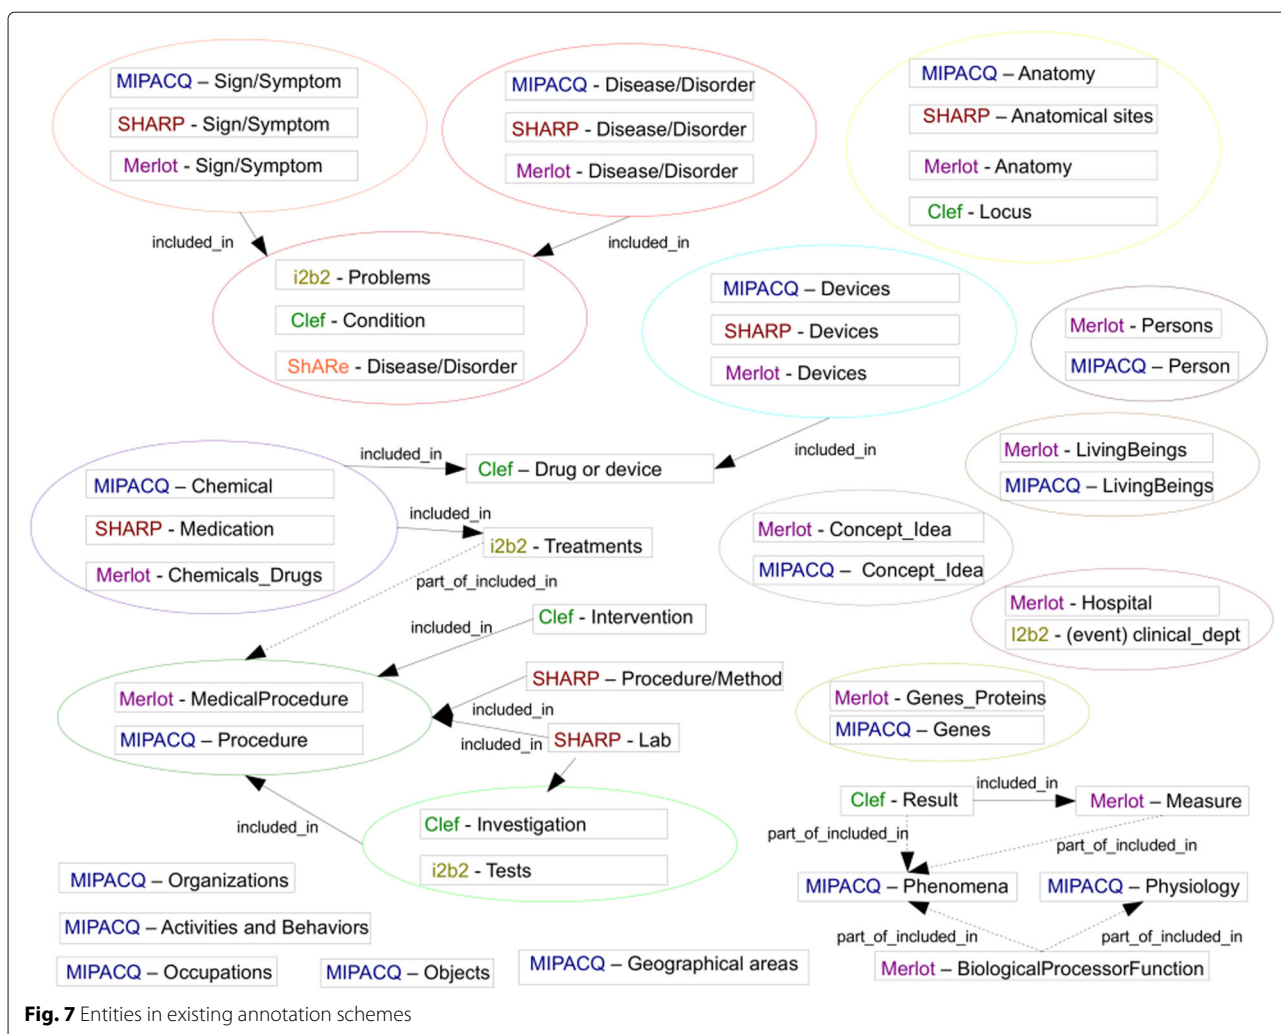 MIPACQ – Sign/Symptom
SHARP - Sign/Symptom
Merlot - Sign/Symptom
MIPACQ - Disease/Disorder
SHARP - Disease/Disorder
Merlot - Disease/Disorder
MIPACQ – Anatomy
SHARP – Anatomical sites
Merlot - Anatomy
Clef - Locus
included_in
included_in
i2b2 - Problems
Clef - Condition
ShARe - Disease/Disorder
MIPACQ – Devices
SHARP - Devices
Merlot - Devices
Merlot - Persons
MIPACQ – Person
included_in
included_in
Clef – Drug or device
Merlot - LivingBeings
MIPACQ – LivingBeings
MIPACQ – Chemical
SHARP - Medication
Merlot - Chemicals_Drugs
included_in
i2b2 - Treatments
part_of_included_in
Merlot - Concept_Idea
MIPACQ – Concept_Idea
Merlot - Hospital
I2b2 - (event) clinical_dept
Clef - Intervention
included_in
SHARP – Procedure/Method
included_in
Merlot - MedicalProcedure
MIPACQ – Procedure
included_in
SHARP - Lab
Merlot - Genes_Proteins
MIPACQ – Genes
Clef - Result
included_in
Merlot – Measure
part_of_included_in
part_of_included_in
included_in
Clef - Investigation
i2b2 - Tests
MIPACQ – Phenomena
MIPACQ – Physiology
part_of_included_in
part_of_included_in
Merlot – BiologicalProcessorFunction
MIPACQ – Organizations
MIPACQ – Activities and Behaviors
MIPACQ – Occupations
MIPACQ – Objects
MIPACQ – Geographical areas
Fig. 7 Entities in existing annotation schemes